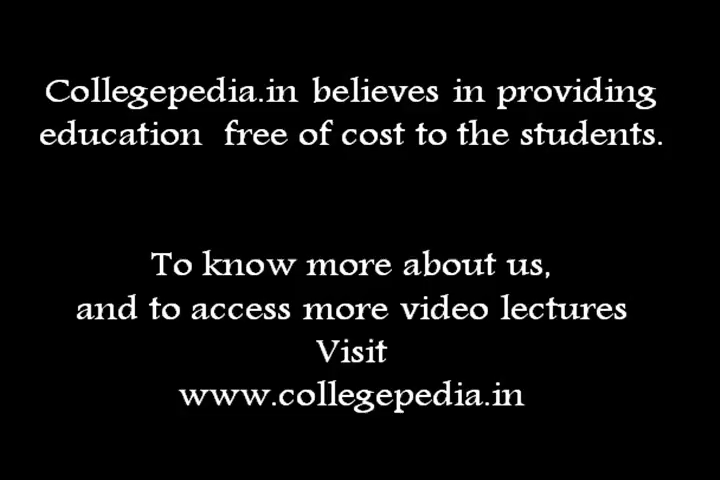 Collegepedia.in believes in providing
education free of cost to the students.
To know more about us,
and to access more video lectures
Visit
www.collegepedia.in